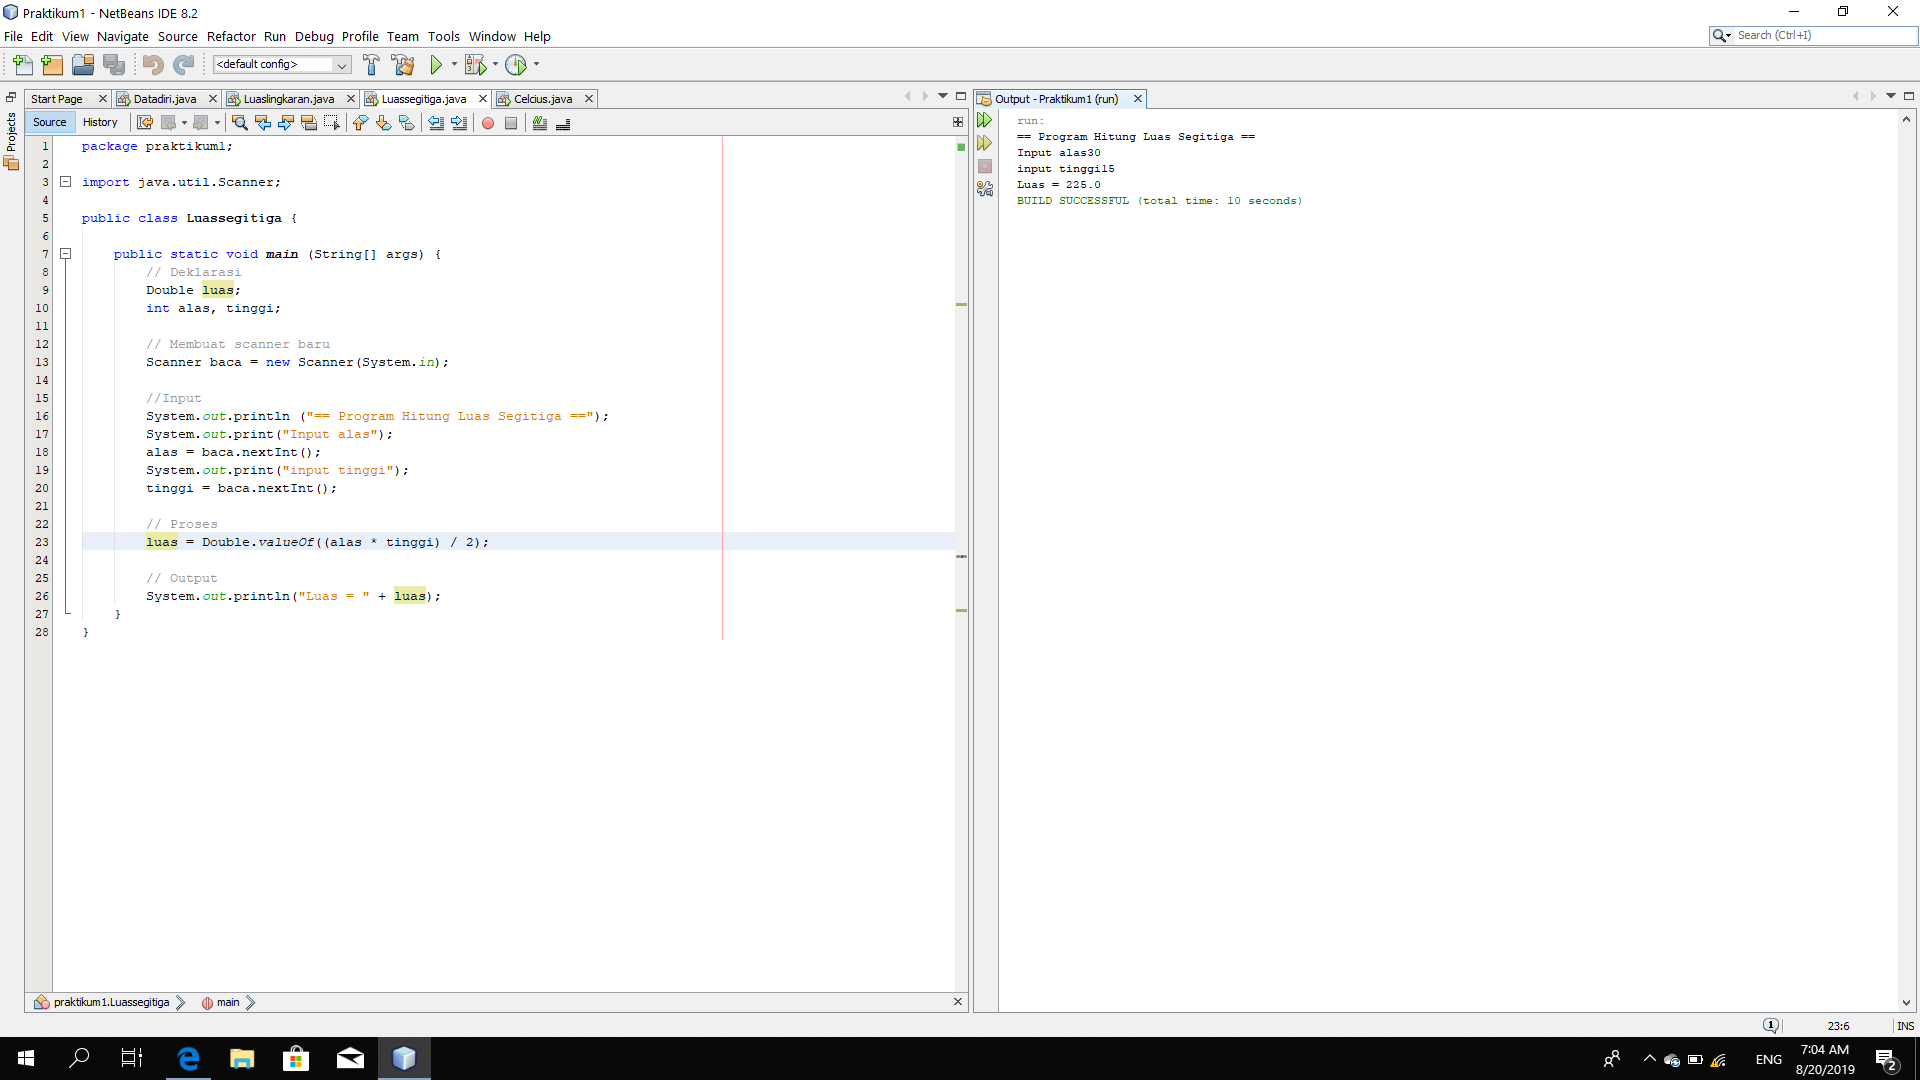 Praktikum1 - NetBeans IDE 8.2
File Edit View Navigate Source Refactor Run Debug Profile Team Tools Window Help
Search (Ctrl+I)
<default config>
Projects
Start Page Datadiri.java Luaslingkaran.java Luassegitiga.java Celcius.java
Source History
1 package praktikum1;
2
3 import java.util.Scanner;
4
5 public class Luassegitiga {
6
7 public static void main (String[] args) {
8 // Deklarasi
9 Double luas;
10 int alas, tinggi;
11
12 // Membuat scanner baru
13 Scanner baca = new Scanner(System.in);
14
15 //Input
16 System.out.println ("== Program Hitung Luas Segitiga ==");
17 System.out.print("Input alas");
18 alas = baca.nextInt();
19 System.out.print("input tinggi");
20 tinggi = baca.nextInt();
21
22 // Proses
23 luas = Double.valueOf((alas * tinggi) / 2);
24
25 // Output
26 System.out.println("Luas = " + luas);
27 }
28 }
praktikum1.Luassegitiga main
Output - Praktikum1 (run)
run:
== Program Hitung Luas Segitiga ==
Input alas30
input tinggi15
Luas = 225.0
BUILD SUCCESSFUL (total time: 10 seconds)
1 23:6 INS
ENG
7:04 AM
8/20/2019
2